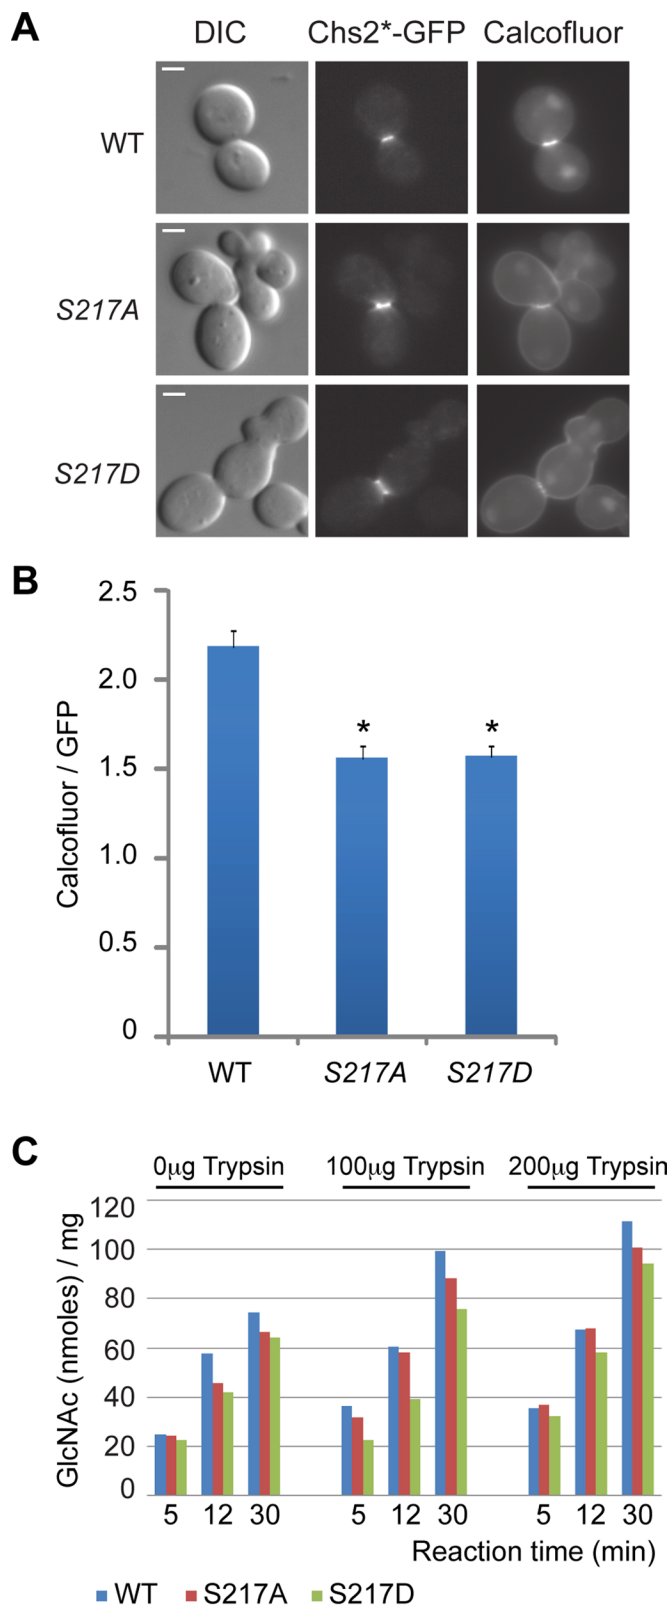 A
DIC Chs2*-GFP Calcofluor
WT
S217A
S217D
B
Calcofluor / GFP
2.5
2.0
1.5
1.0
0.5
0
* *
WT S217A S217D
C
0µg Trypsin 100µg Trypsin 200µg Trypsin
GlcNAc (nmoles) / mg
120
100
80
60
40
20
0
5 12 30 5 12 30 5 12 30
Reaction time (min)
WT S217A S217D